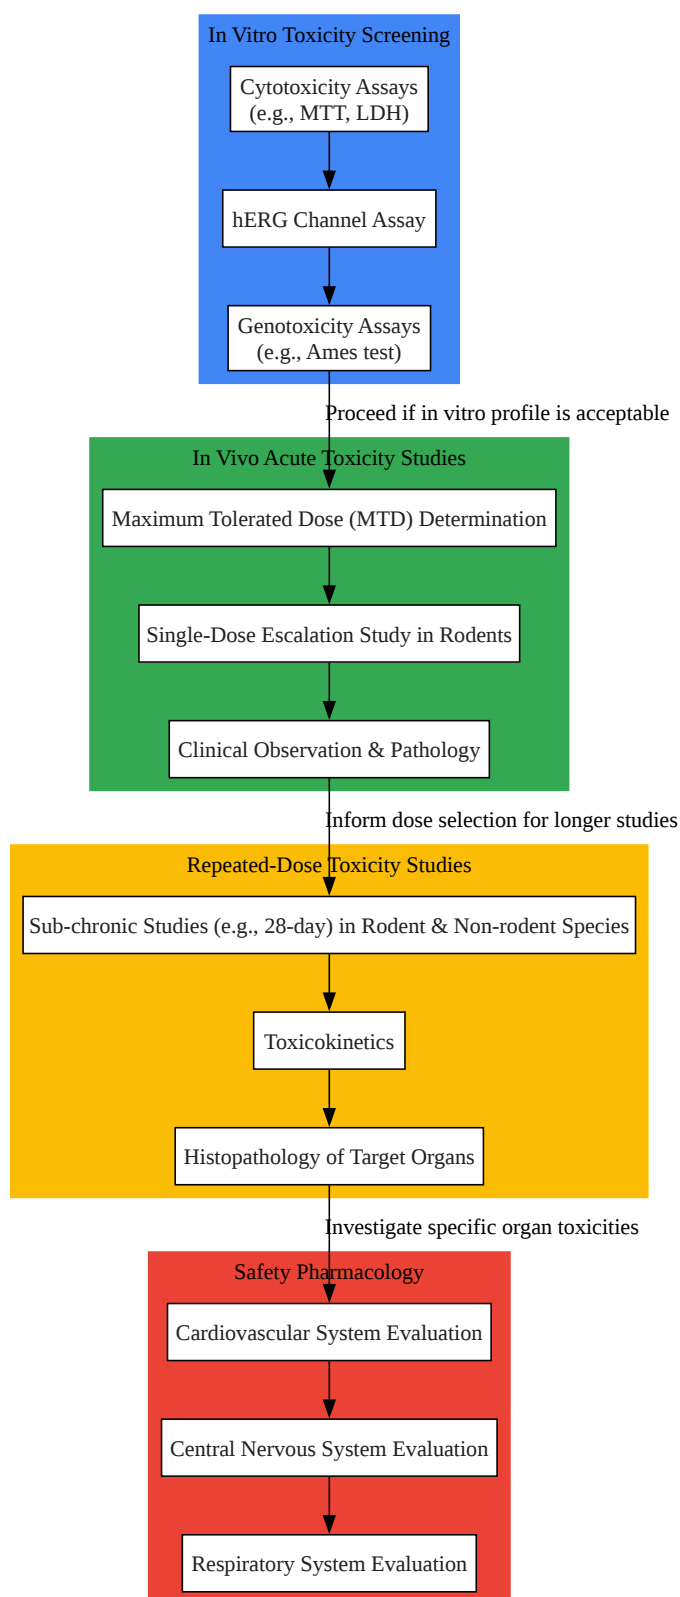 In Vitro Toxicity Screening
Cytotoxicity Assays
(e.g., MTT, LDH)
hERG Channel Assay
Genotoxicity Assays
(e.g., Ames test)
Proceed if in vitro profile is acceptable
In Vivo Acute Toxicity Studies
Maximum Tolerated Dose (MTD) Determination
Single-Dose Escalation Study in Rodents
Clinical Observation & Pathology
Inform dose selection for longer studies
Repeated-Dose Toxicity Studies
Sub-chronic Studies (e.g., 28-day) in Rodent & Non-rodent Species
Toxicokinetics
Histopathology of Target Organs
Investigate specific organ toxicities
Safety Pharmacology
Cardiovascular System Evaluation
Central Nervous System Evaluation
Respiratory System Evaluation